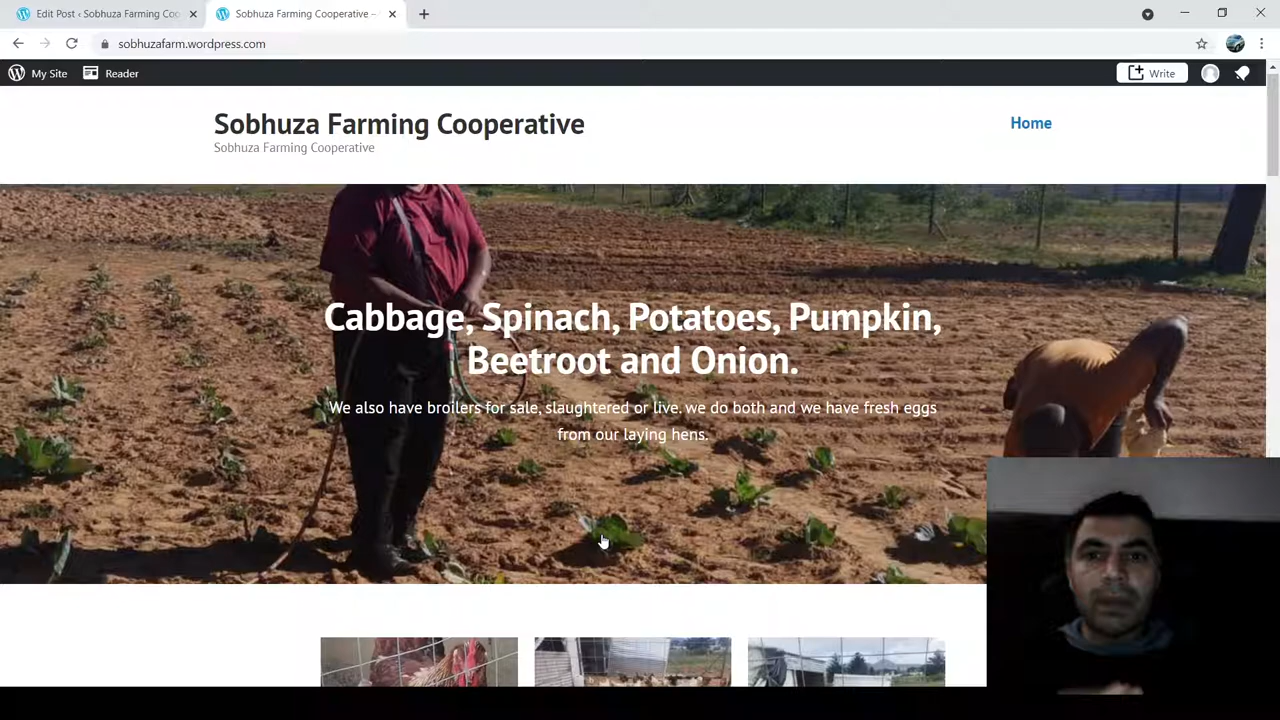 Edit Post ‹ Sobhuza Farming Coo
Sobhuza Farming Cooperative –
sobhuzafarm.wordpress.com
My Site
Reader
Write
Sobhuza Farming Cooperative
Sobhuza Farming Cooperative
Home
Cabbage, Spinach, Potatoes, Pumpkin,
Beetroot and Onion.
We also have broilers for sale, slaughtered or live. we do both and we have fresh eggs
from our laying hens.